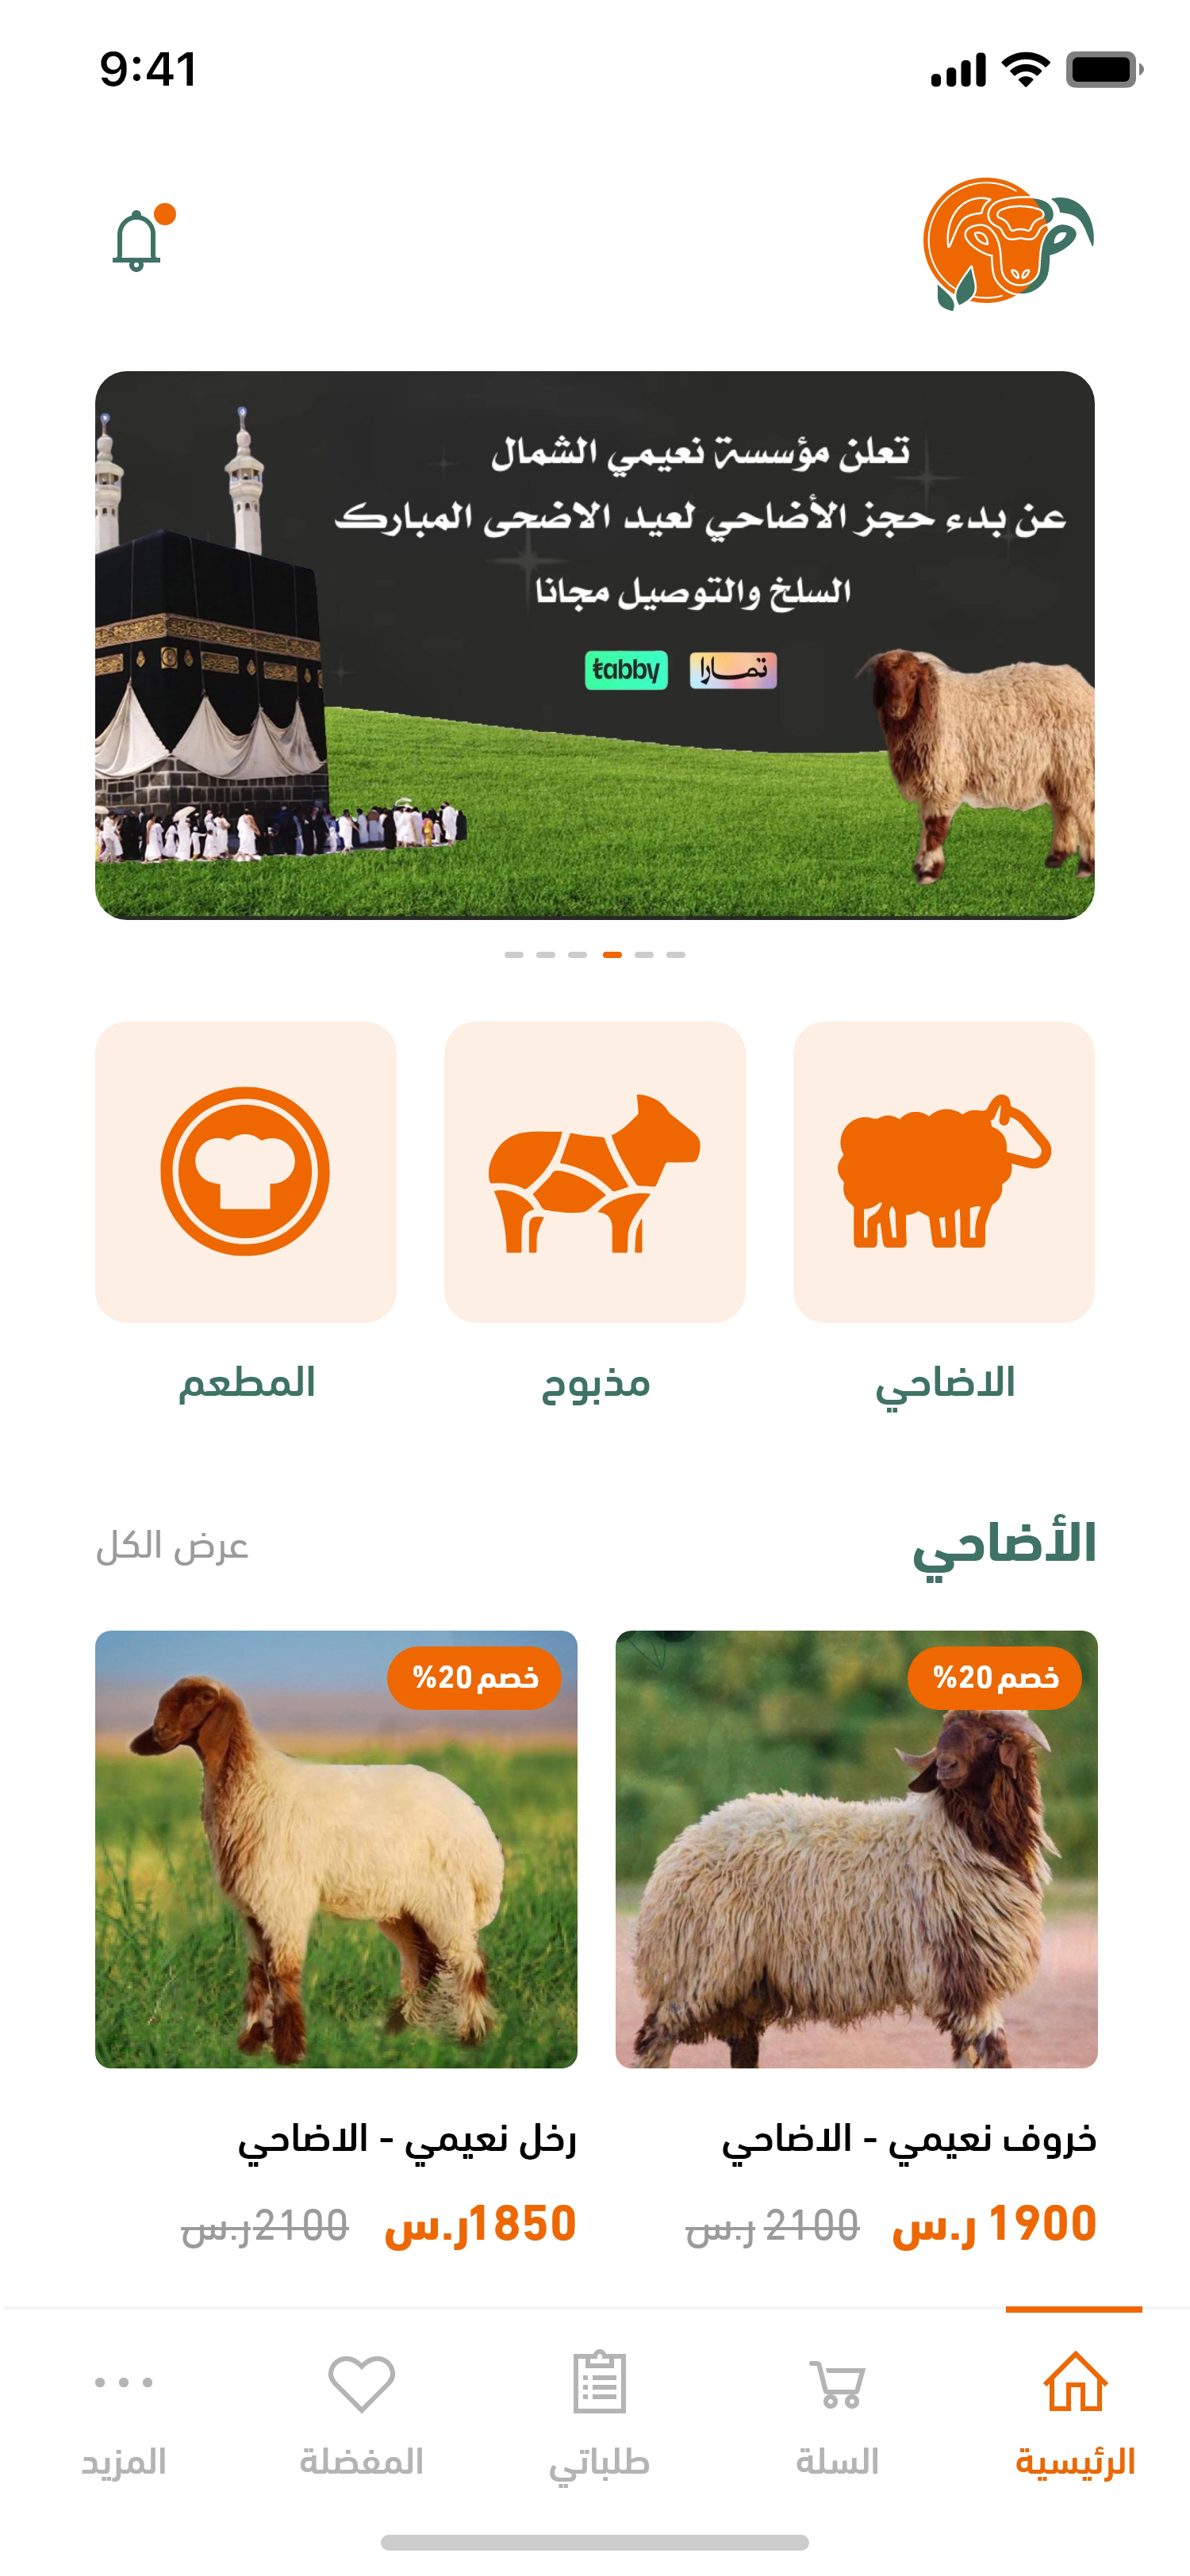 9:41
تعلن مؤسسة نعيمي الشمال
عن بدء حجز الأضاحي لعيد الاضحى المبارك
السلخ والتوصيل مجانا
تمارا tabby
الاضاحي
مذبوح
المطعم
الأضاحي
عرض الكل
خصم 20%
خصم 20%
خروف نعيمي - الاضاحي
1900 ر.س 2100 ر.س
رخل نعيمي - الاضاحي
1850ر.س 2100ر.س
الرئيسية
السلة
طلباتي
المفضلة
المزيد